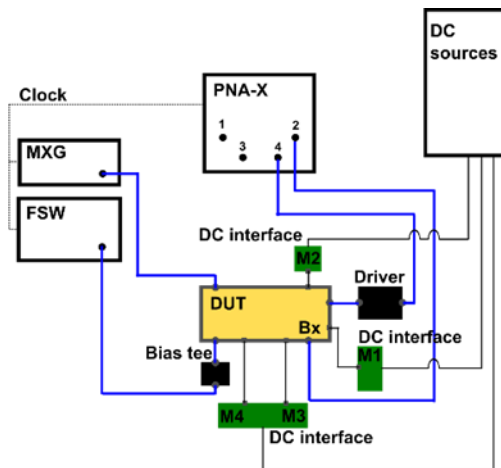 DC
sources
PNA-X
Clock
1
2
3
4
MXG
FSW
DC interface
M2
Driver
DUT
Bx
DC interface
M1
Bias tee
M4
M3
DC interface